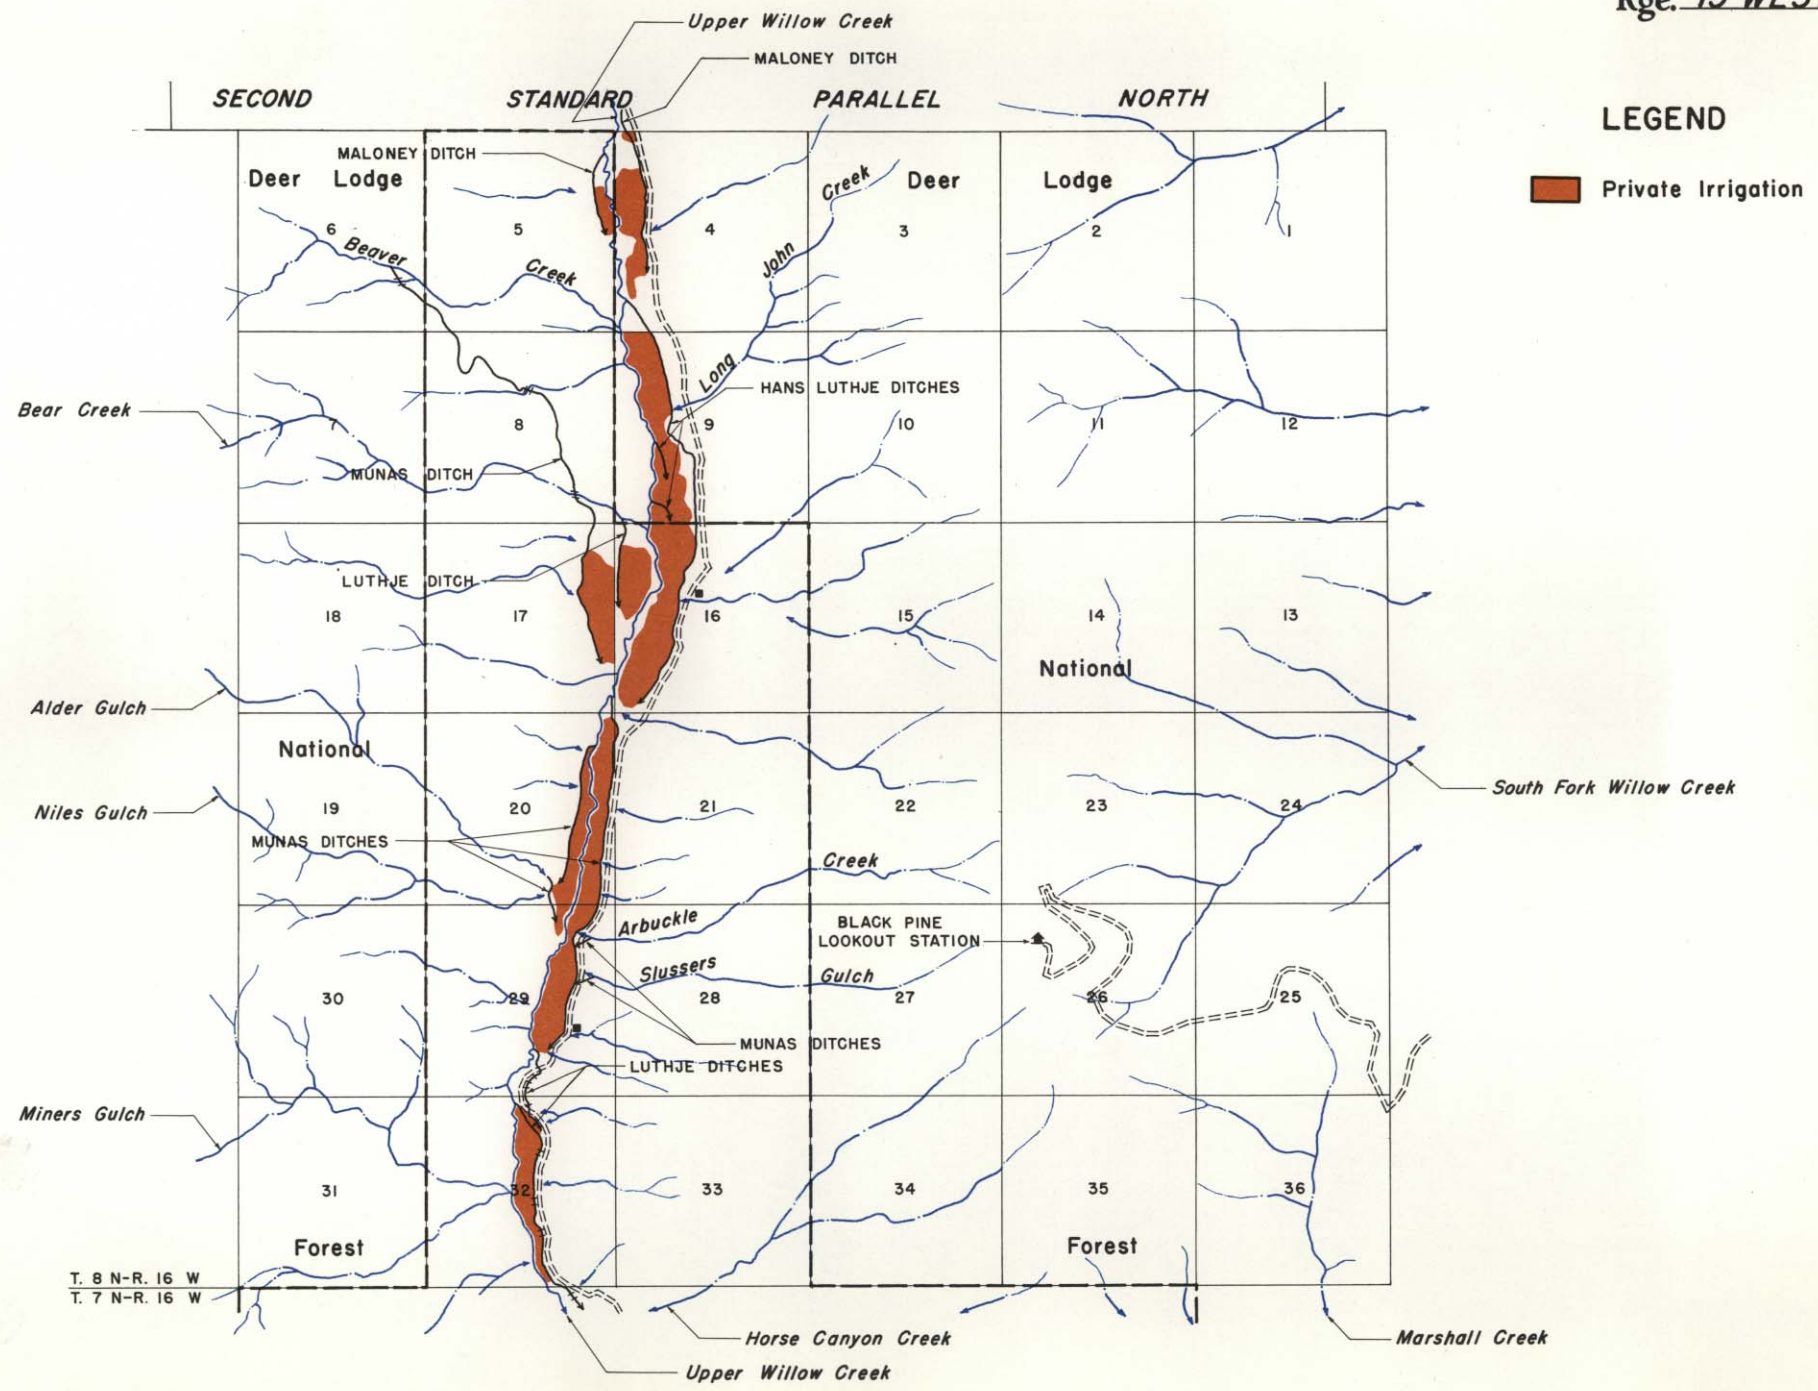 Rge. 15 WES
Upper Willow Creek
MALONEY DITCH
SECOND STANDARD PARALLEL NORTH
LEGEND
Private Irrigation
MALONEY DITCH
Deer Lodge
Deer Lodge
6 5 4 3 2 1
Beaver Creek
Long John Creek
HANS LUTHJE DITCHES
Bear Creek
7 8 9 10 11 12
MUNAS DITCH
LUTHJE DITCH
18 17 16 15 14 13
National
Alder Gulch
National
South Fork Willow Creek
Niles Gulch
19 20 21 22 23 24
MUNAS DITCHES
Arbuckle Creek
BLACK PINE
LOOKOUT STATION
Slussers Gulch
30 29 28 27 26 25
MUNAS DITCHES
LUTHJE DITCHES
Miners Gulch
31 32 33 34 35 36
Forest
Forest
T. 8 N-R. 16 W
T. 7 N-R. 16 W
Horse Canyon Creek
Marshall Creek
Upper Willow Creek